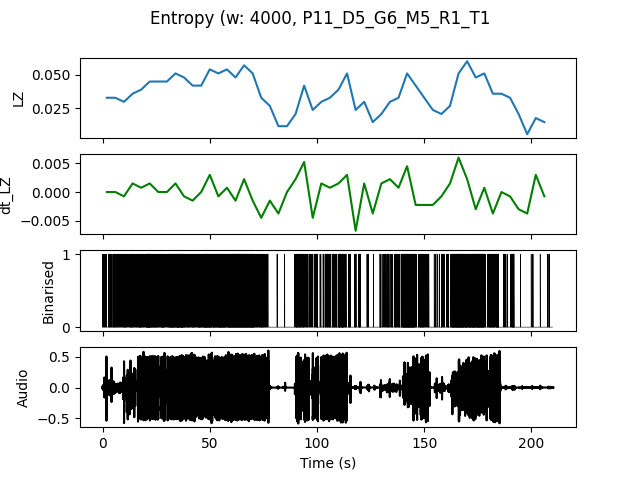 Entropy (w: 4000, P11_D5_G6_M5_R1_T1
0.050
0.025
LZ
0.005
0.000
−0.005
dt_LZ
1
0
Binarised
0.5
0.0
−0.5
Audio
0 50 100 150 200
Time (s)